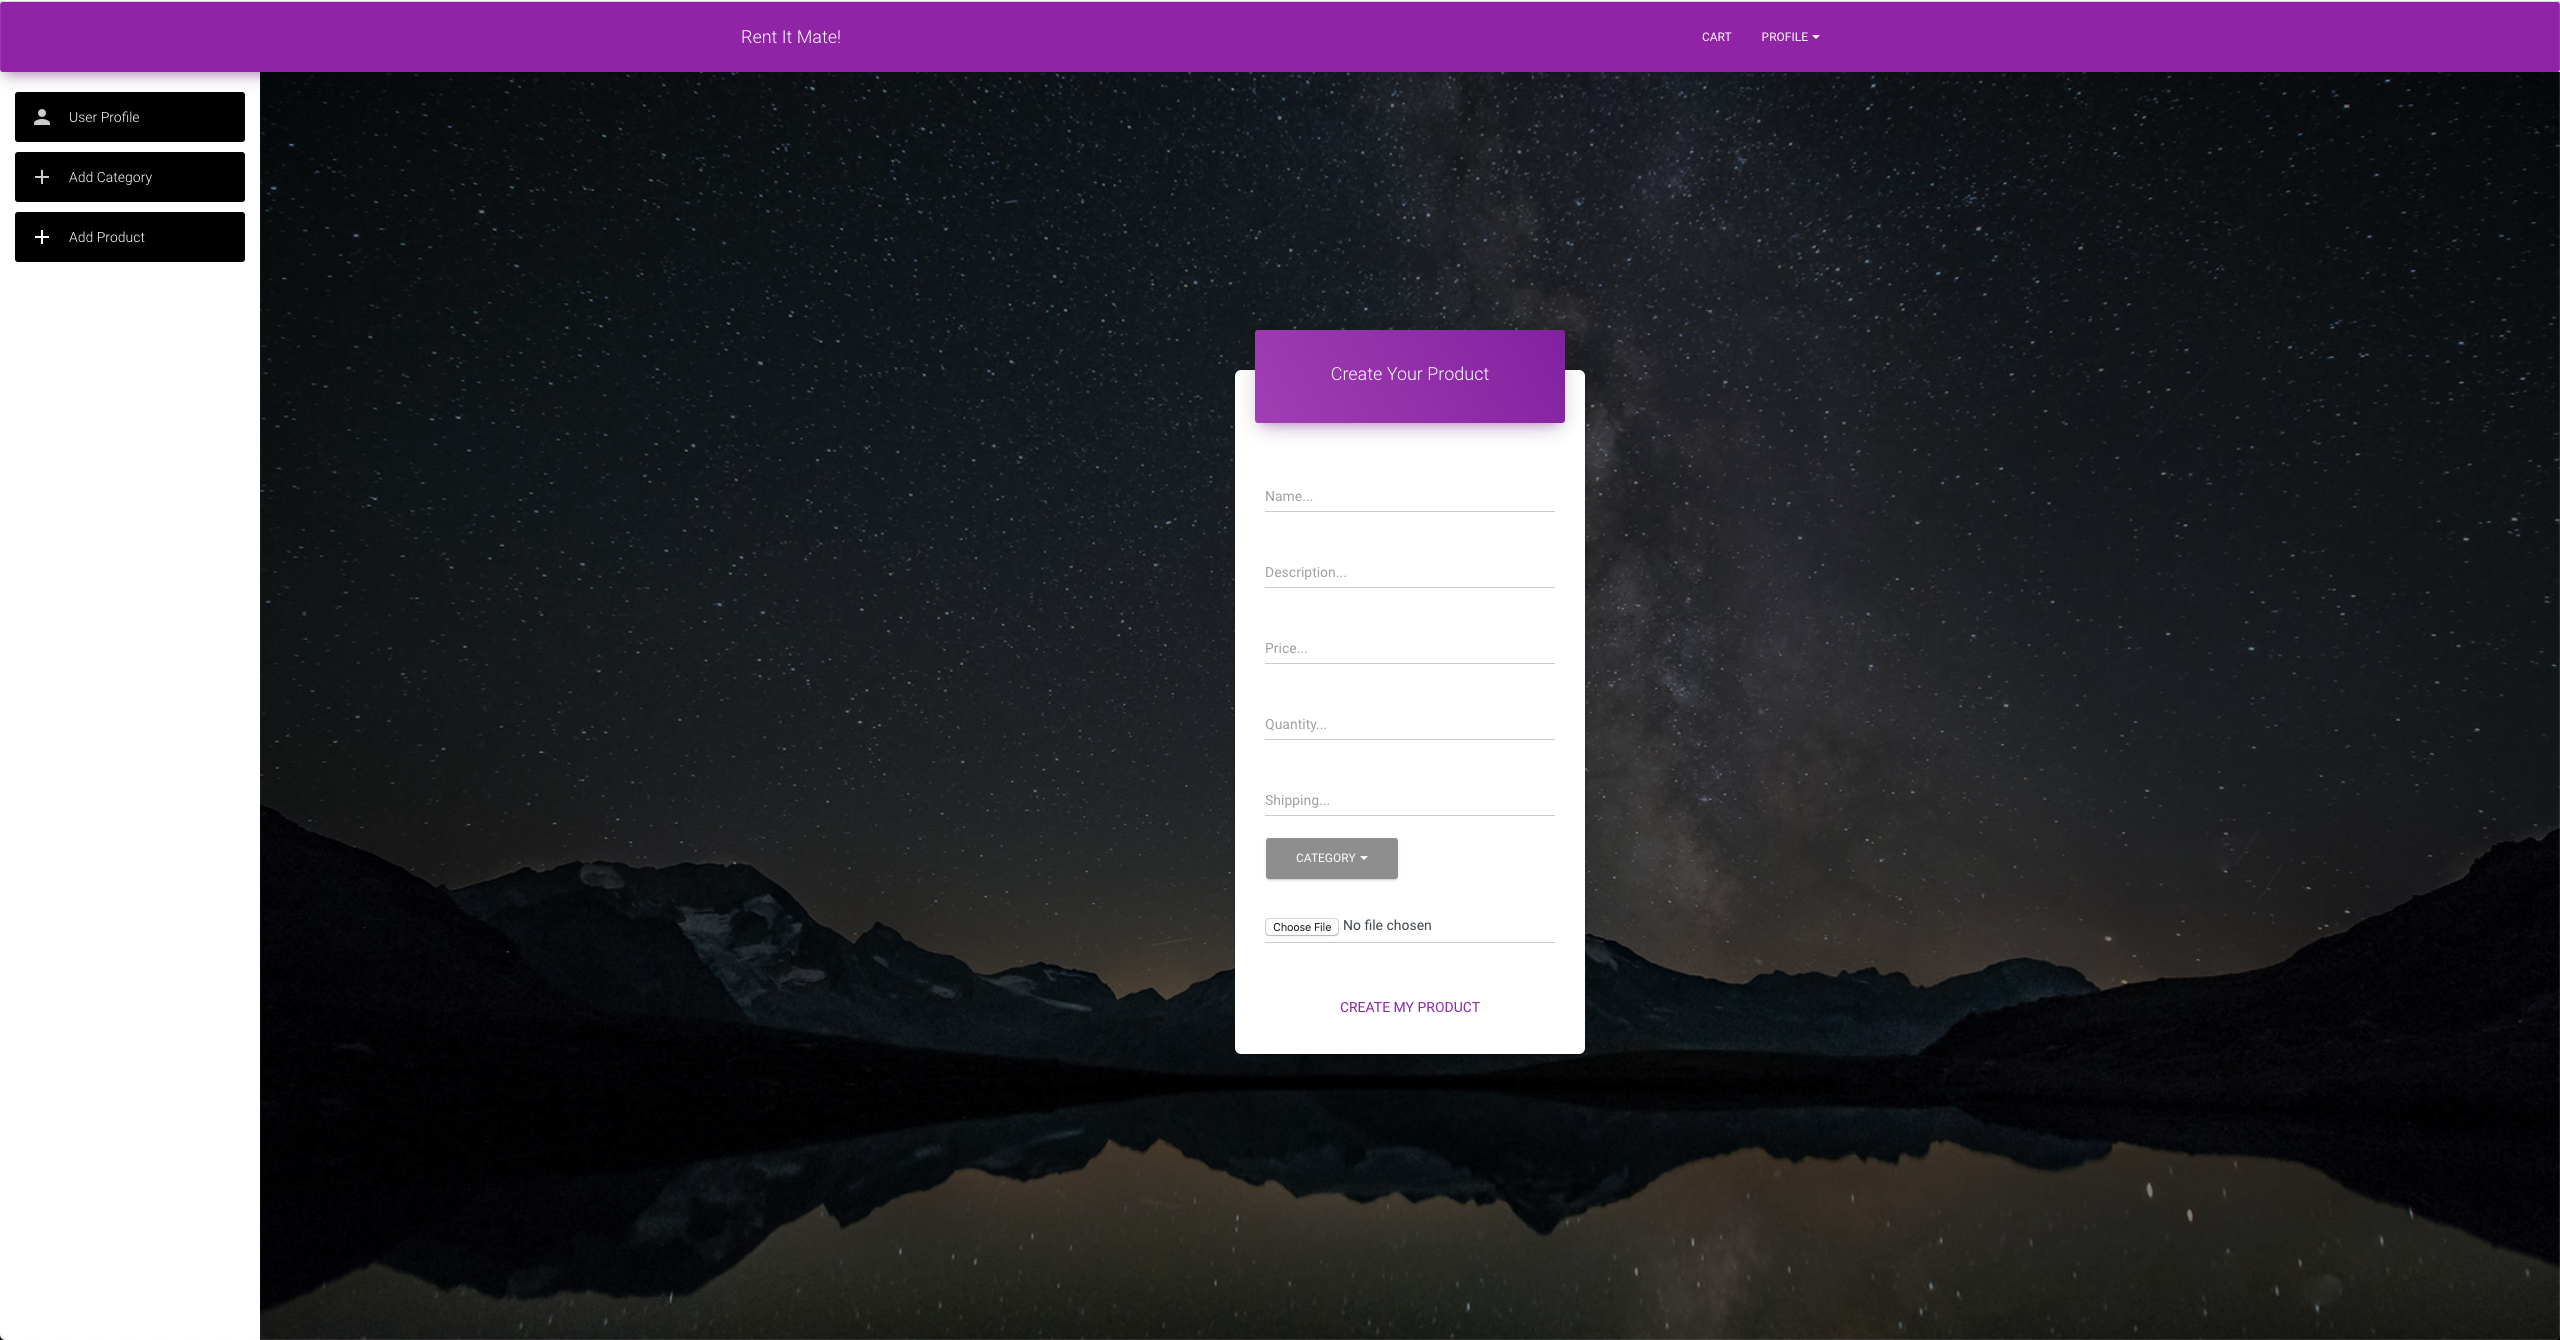 Rent It Mate!
CART
PROFILE
User Profile
Add Category
Add Product
Create Your Product
Name...
Description...
Price...
Quantity...
Shipping...
CATEGORY
Choose File No file chosen
CREATE MY PRODUCT